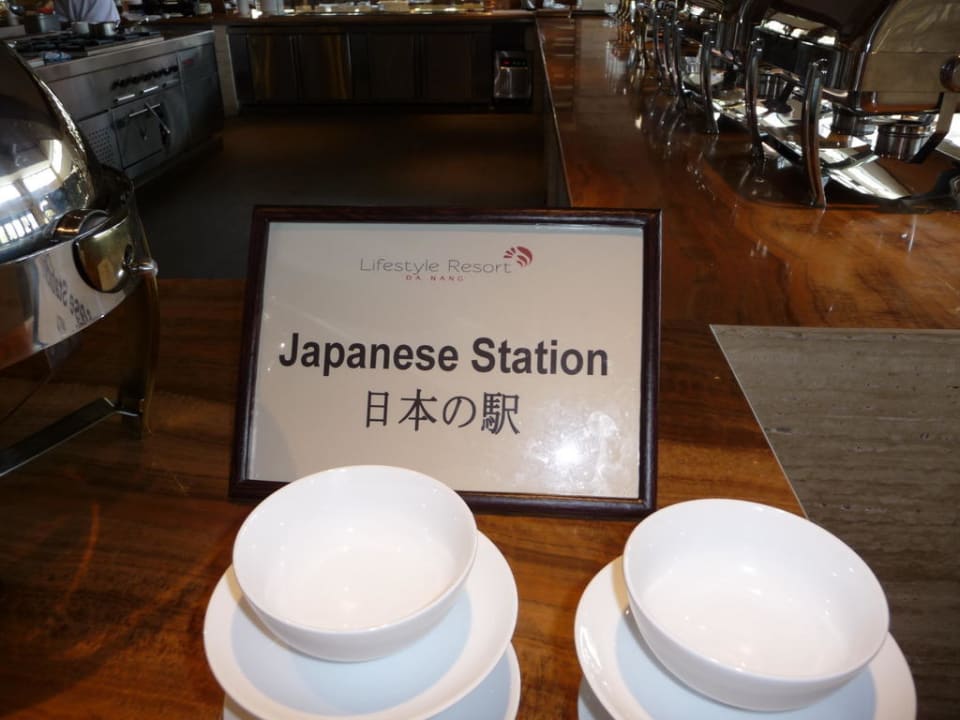 Lifestyle Resort
DA NANG
Japanese Station
日本の駅